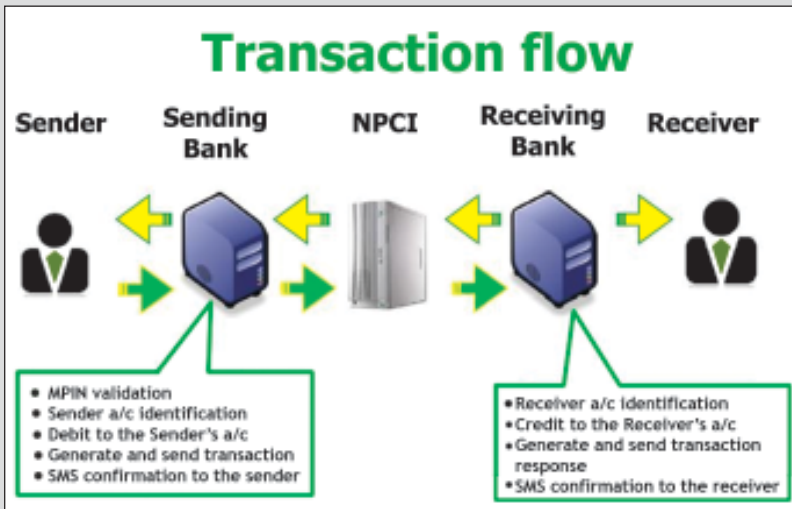 Transaction flow
Sender
Sending
Bank
NPCI
Receiving
Bank
Receiver
• MPIN validation
• Sender a/c identification
• Debit to the Sender's a/c
• Generate and send transaction
• SMS confirmation to the sender
• Receiver a/c identification
• Credit to the Receiver's a/c
• Generate and send transaction
response
• SMS confirmation to the receiver